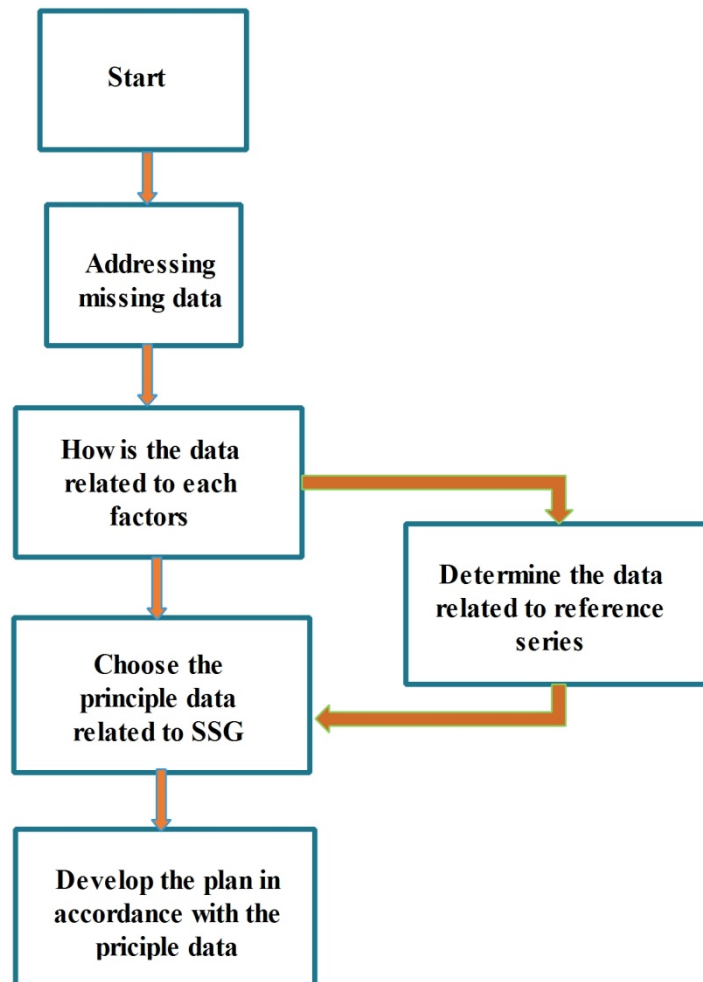 Start
Addressing
missing data
How is the data
related to each
factors
Determine the data
related to reference
series
Choose the
principle data
related to SSG
Develop the plan in
accordance with the
priciple data